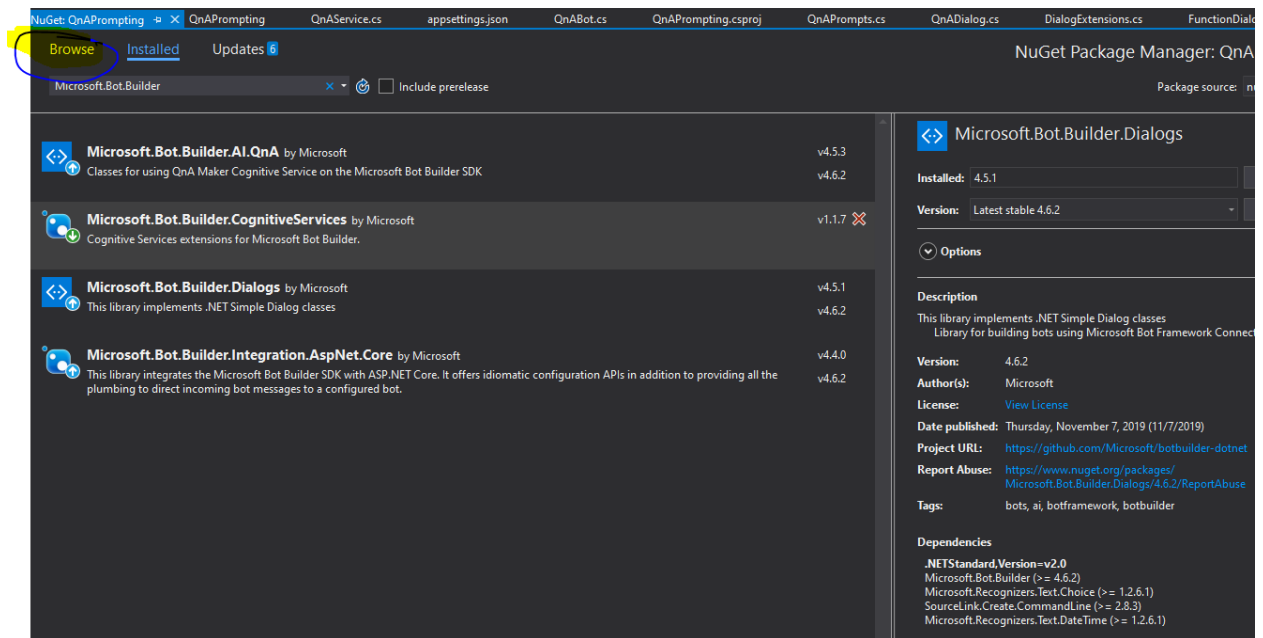 NuGet: QnAPrompting QnAPrompting QnAService.cs appsettings.json QnABot.cs QnAPrompting.csproj QnAPrompts.cs QnADialog.cs DialogExtensions.cs
Browse Installed Updates 6
NuGet Package Manager:
Microsoft.Bot.Builder Include prerelease
Package source:
Microsoft.Bot.Builder.AI.QnA by Microsoft v4.5.3
Classes for using QnA Maker Cognitive Service on the Microsoft Bot Builder SDK v4.6.2
Microsoft.Bot.Builder.CognitiveServices by Microsoft v1.1.7
Cognitive Services extensions for Microsoft Bot Builder.
Microsoft.Bot.Builder.Dialogs by Microsoft v4.5.1
This library implements .NET Simple Dialog classes v4.6.2
Microsoft.Bot.Builder.Integration.AspNet.Core by Microsoft v4.4.0
This library integrates the Microsoft Bot Builder SDK with ASP.NET Core. It offers idiomatic configuration APIs in addition to providing all the v4.6.2
plumbing to direct incoming bot messages to a configured bot.
Microsoft.Bot.Builder.Dialogs
Installed: 4.5.1
Version: Latest stable 4.6.2
Options
Description
This library implements .NET Simple Dialog classes
Library for building bots using Microsoft Bot Framework
Version: 4.6.2
Author(s): Microsoft
License: View License
Date published: Thursday, November 7, 2019 (11/7/2019)
Project URL: https://github.com/Microsoft/botbuilder-dotnet
Report Abuse: https://www.nuget.org/packages/
Microsoft.Bot.Builder.Dialogs/4.6.2/ReportAbuse
Tags: bots, ai, botframework, botbuilder
Dependencies
.NETStandard,Version=v2.0
Microsoft.Bot.Builder (>= 4.6.2)
Microsoft.Recognizers.Text.Choice (>= 1.2.6.1)
SourceLink.Create.CommandLine (>= 2.8.3)
Microsoft.Recognizers.Text.DateTime (>= 1.2.6.1)